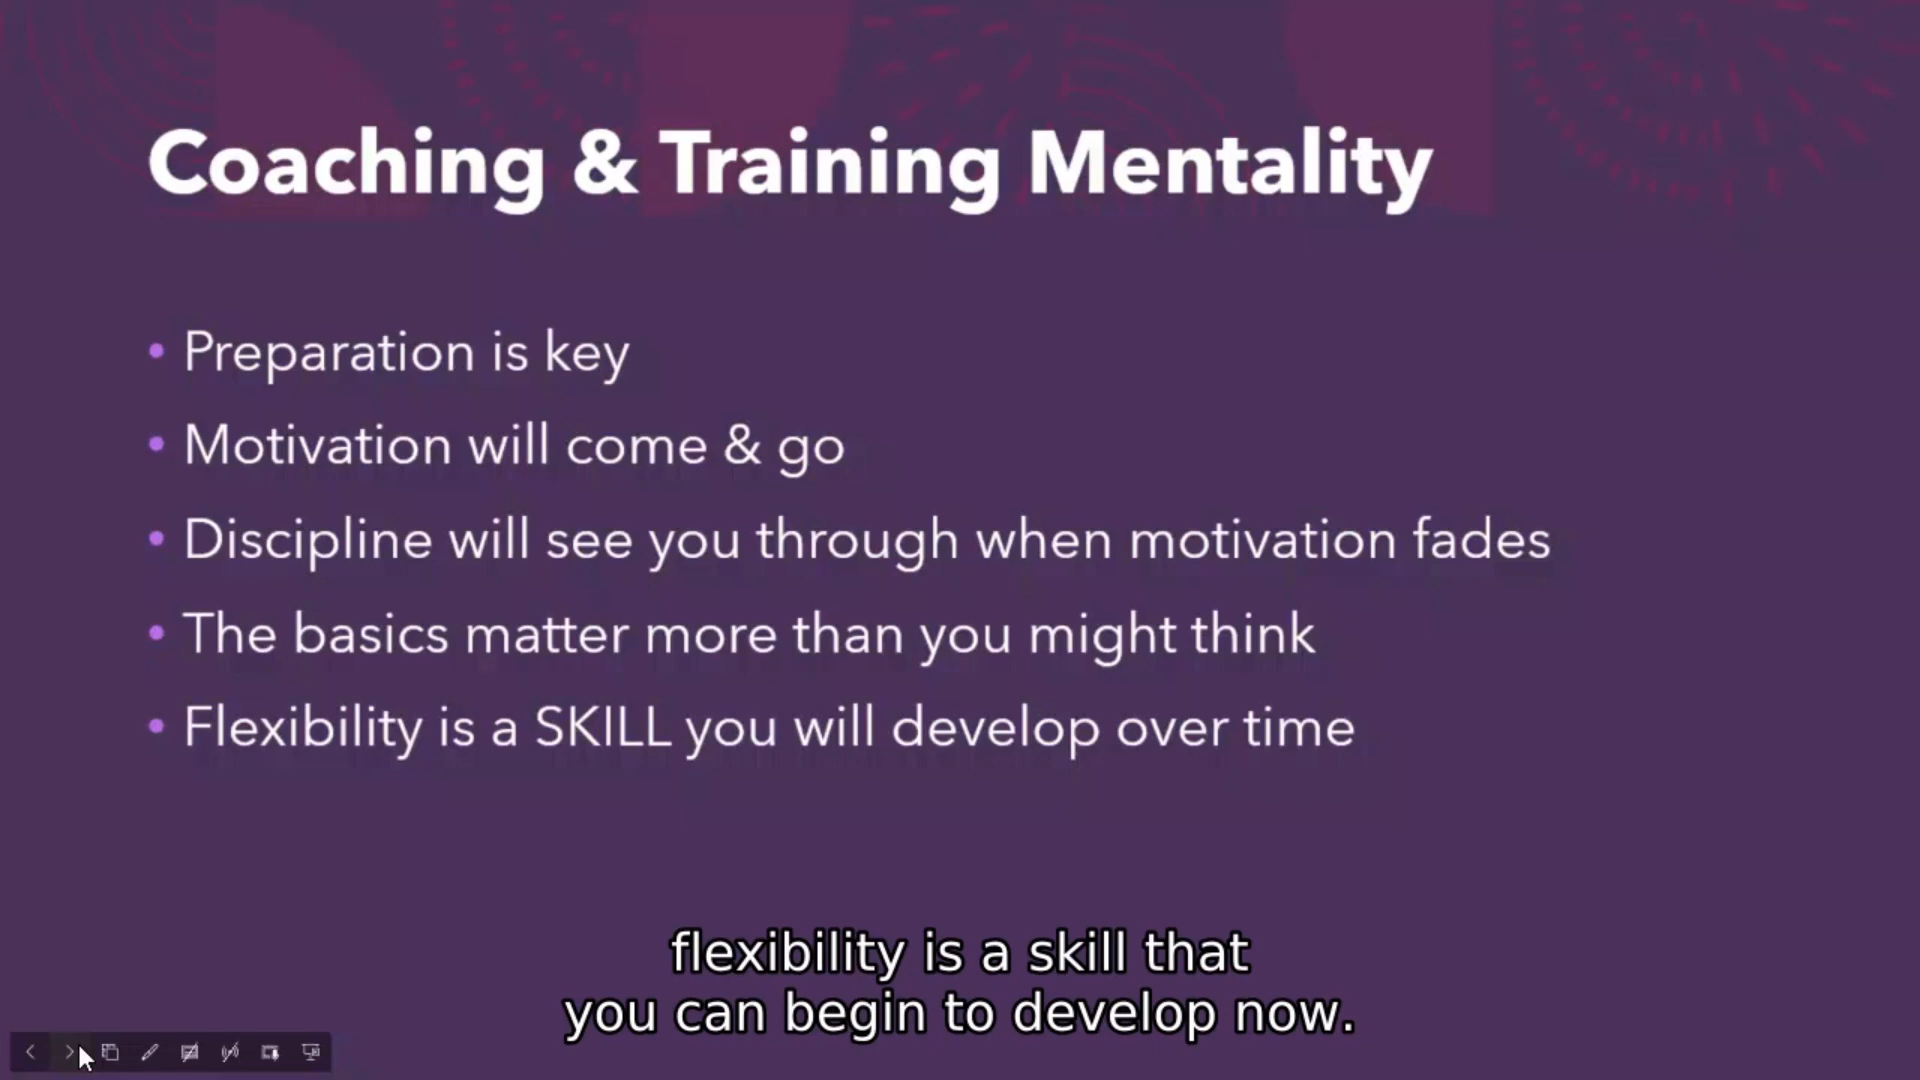 Coaching & Training Mentality
• Preparation is key
• Motivation will come & go
• Discipline will see you through when motivation fades
• The basics matter more than you might think
• Flexibility is a SKILL you will develop over time
flexibility is a skill that
you can begin to develop now.